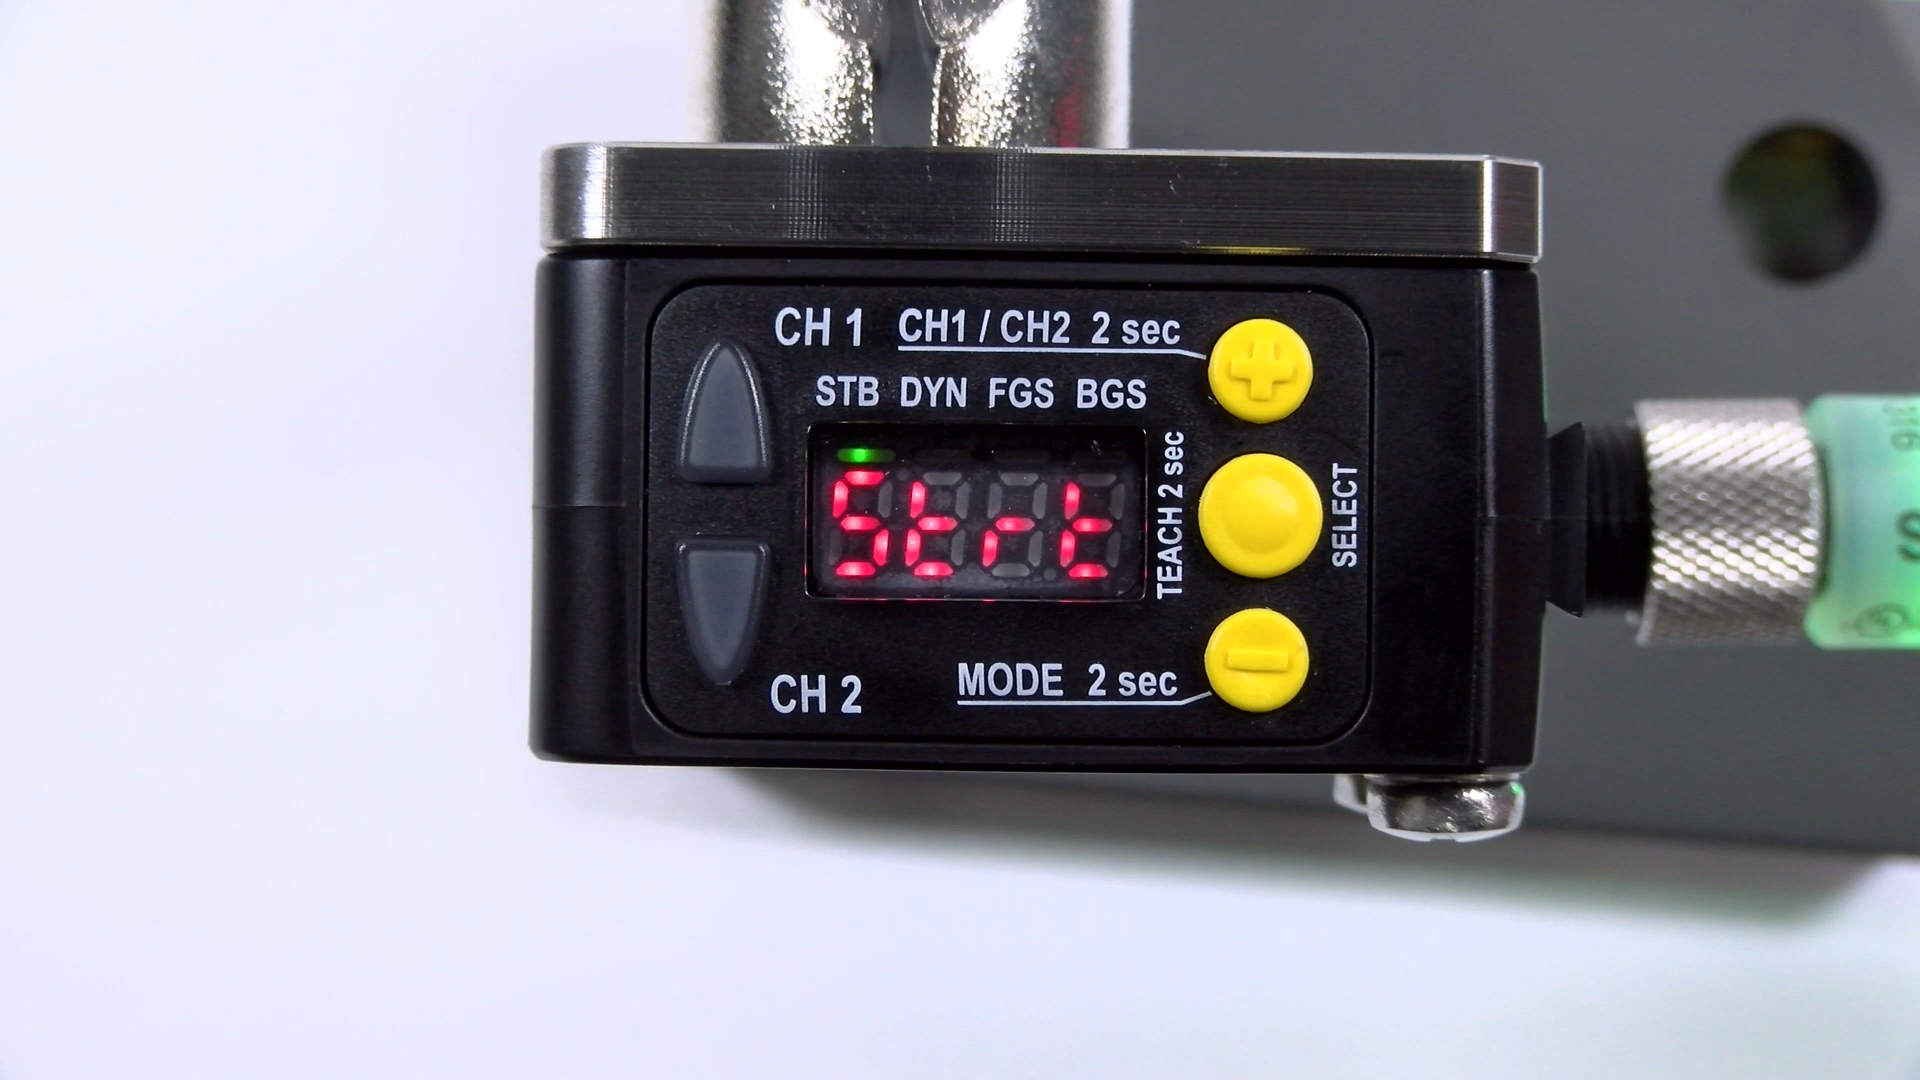 CH 1 CH1 / CH2 2 sec
STB DYN FGS BGS
Strt
TEACH 2 sec
SELECT
MODE 2 sec
CH 2